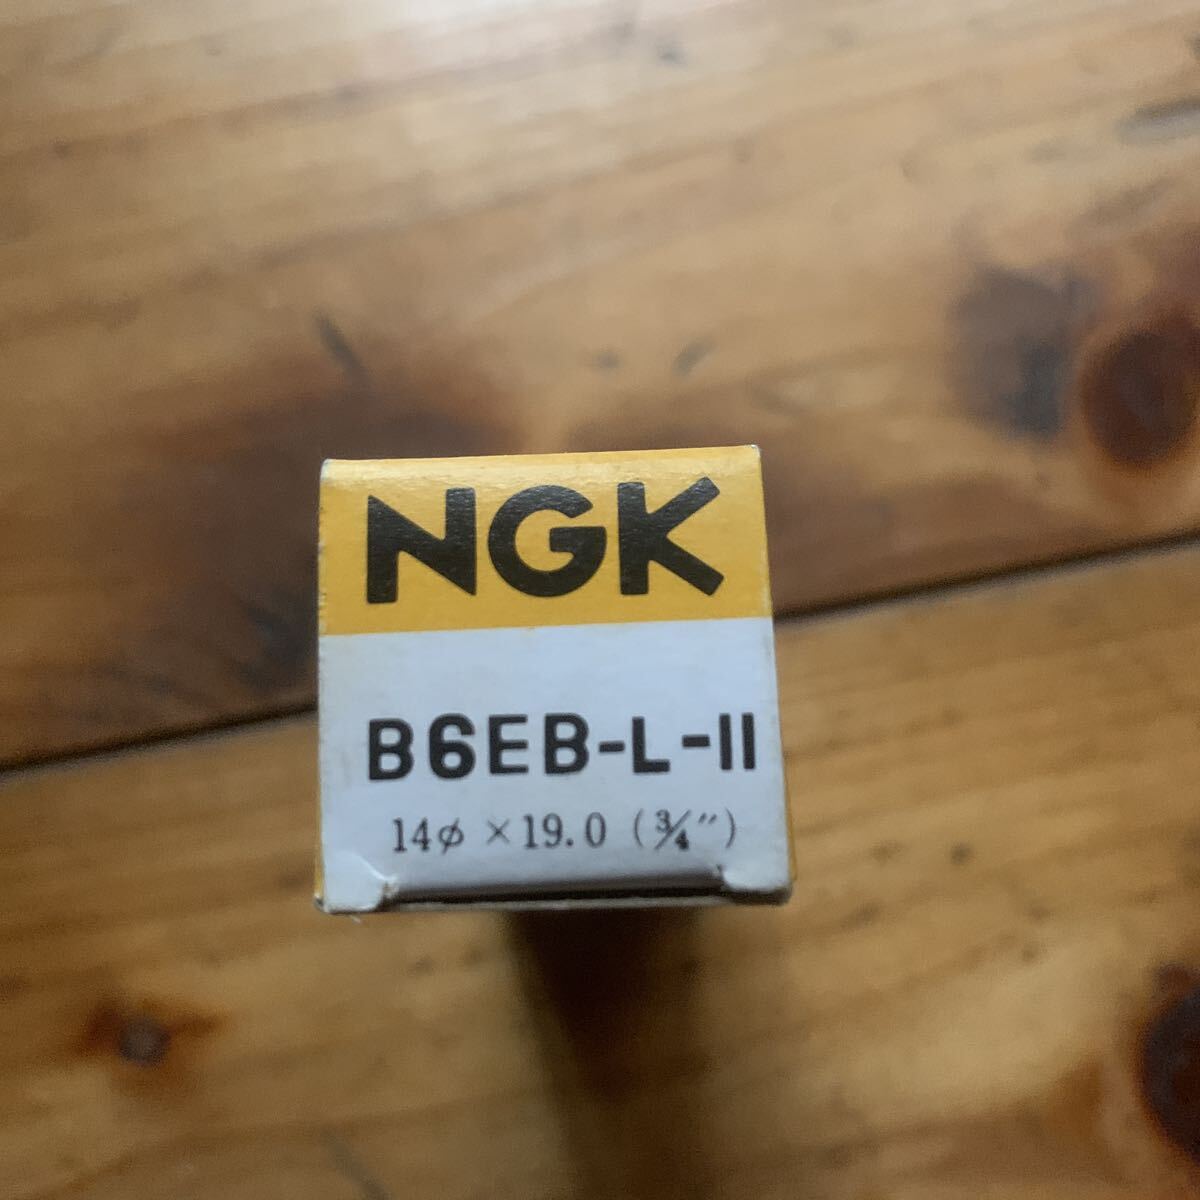 NGK
B6EB-L-11
14φ × 19.0 (¾")